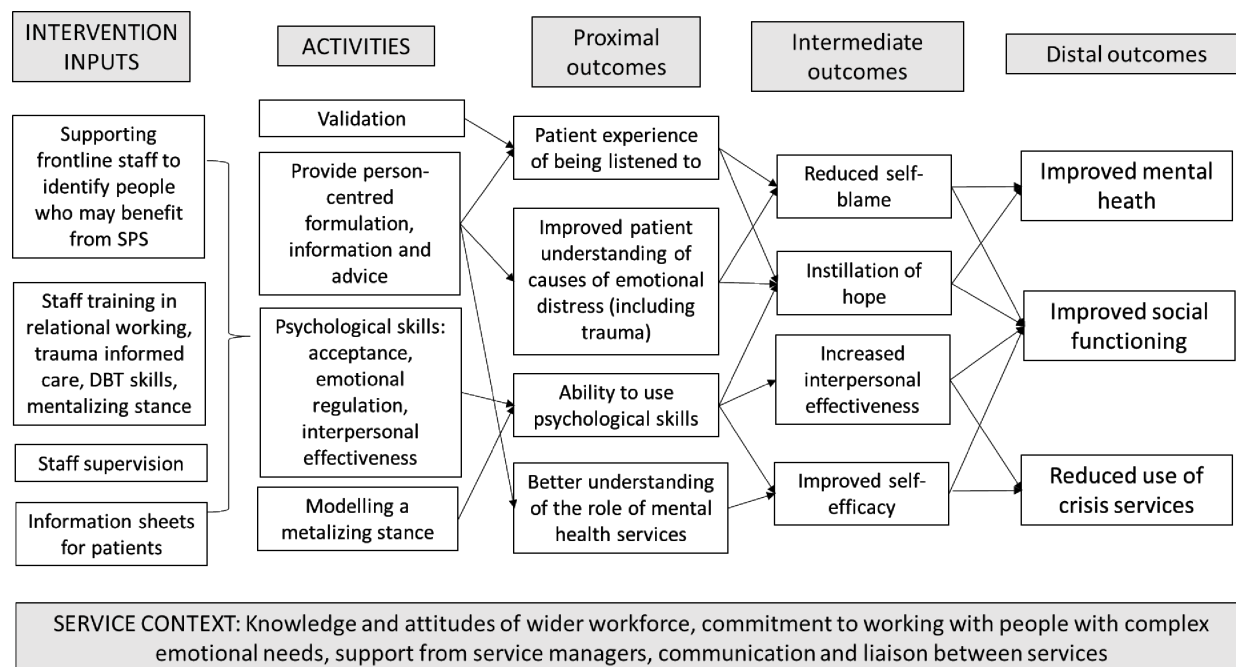 INTERVENTION
INPUTS
Supporting
frontline staff to
identify people
who may benefit
from SPS
Staff training in
relational working,
trauma informed
care, DBT skills,
mentalizing stance
Staff supervision
Information sheets
for patients
ACTIVITIES
Validation
Provide person-
centred
formulation,
information and
advice
Psychological skills:
acceptance,
emotional
regulation,
interpersonal
effectiveness
Modelling a
metalizing stance
Proximal
outcomes
Patient experience
of being listened to
Improved patient
understanding of
causes of emotional
distress (including
trauma)
Ability to use
psychological skills
Better understanding
of the role of mental
health services
Intermediate
outcomes
Reduced self-
blame
Instillation of
hope
Increased
interpersonal
effectiveness
Improved self-
efficacy
Distal outcomes
Improved mental
heath
Improved social
functioning
Reduced use of
crisis services
SERVICE CONTEXT: Knowledge and attitudes of wider workforce, commitment to working with people with complex
emotional needs, support from service managers, communication and liaison between services